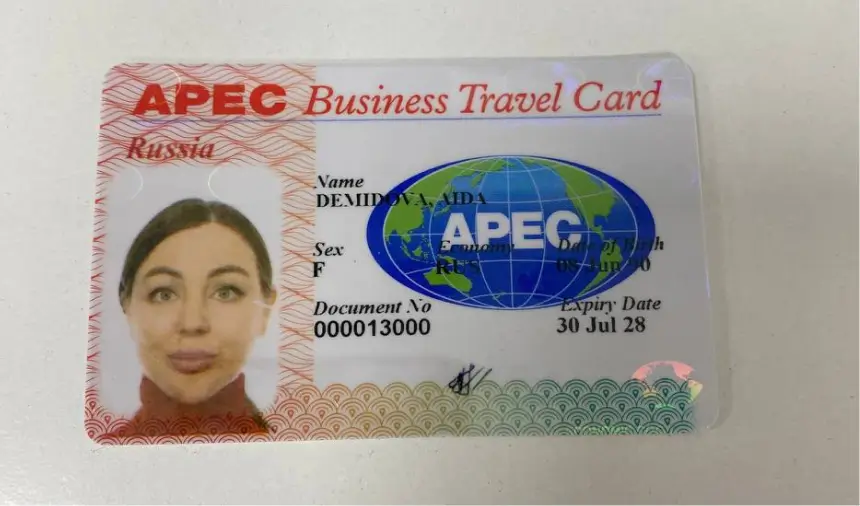 APEC Business Travel Card
Russia
Name
DEMIDOVA, AIDA
APEC
Sex Economy Date of Birth
F RUS 08 Jun 90
Document No Expiry Date
000013000 30 Jul 28